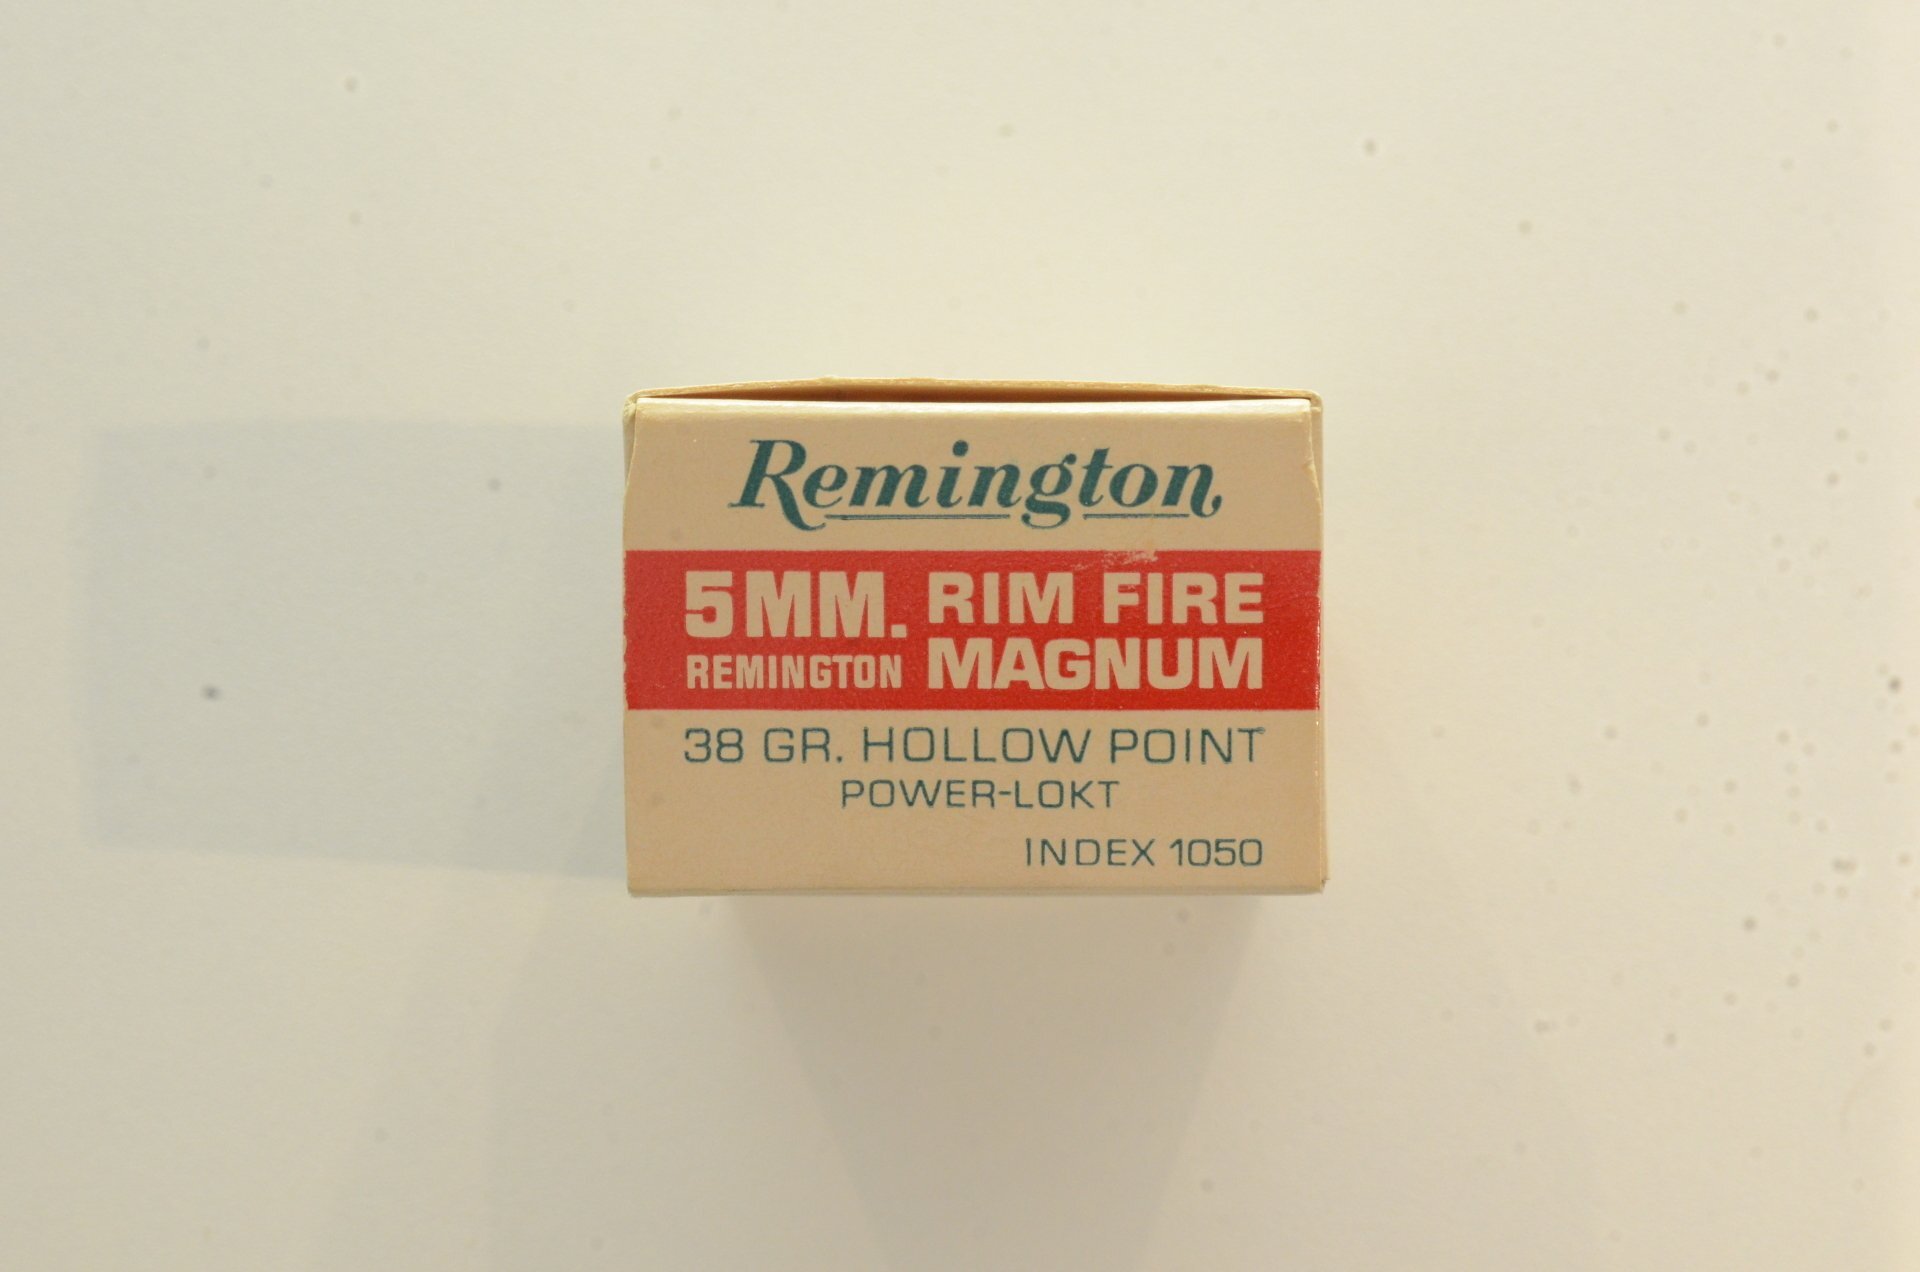 Remington
5MM. RIM FIRE
REMINGTON MAGNUM
38 GR. HOLLOW POINT
POWER-LOKT
INDEX 1050